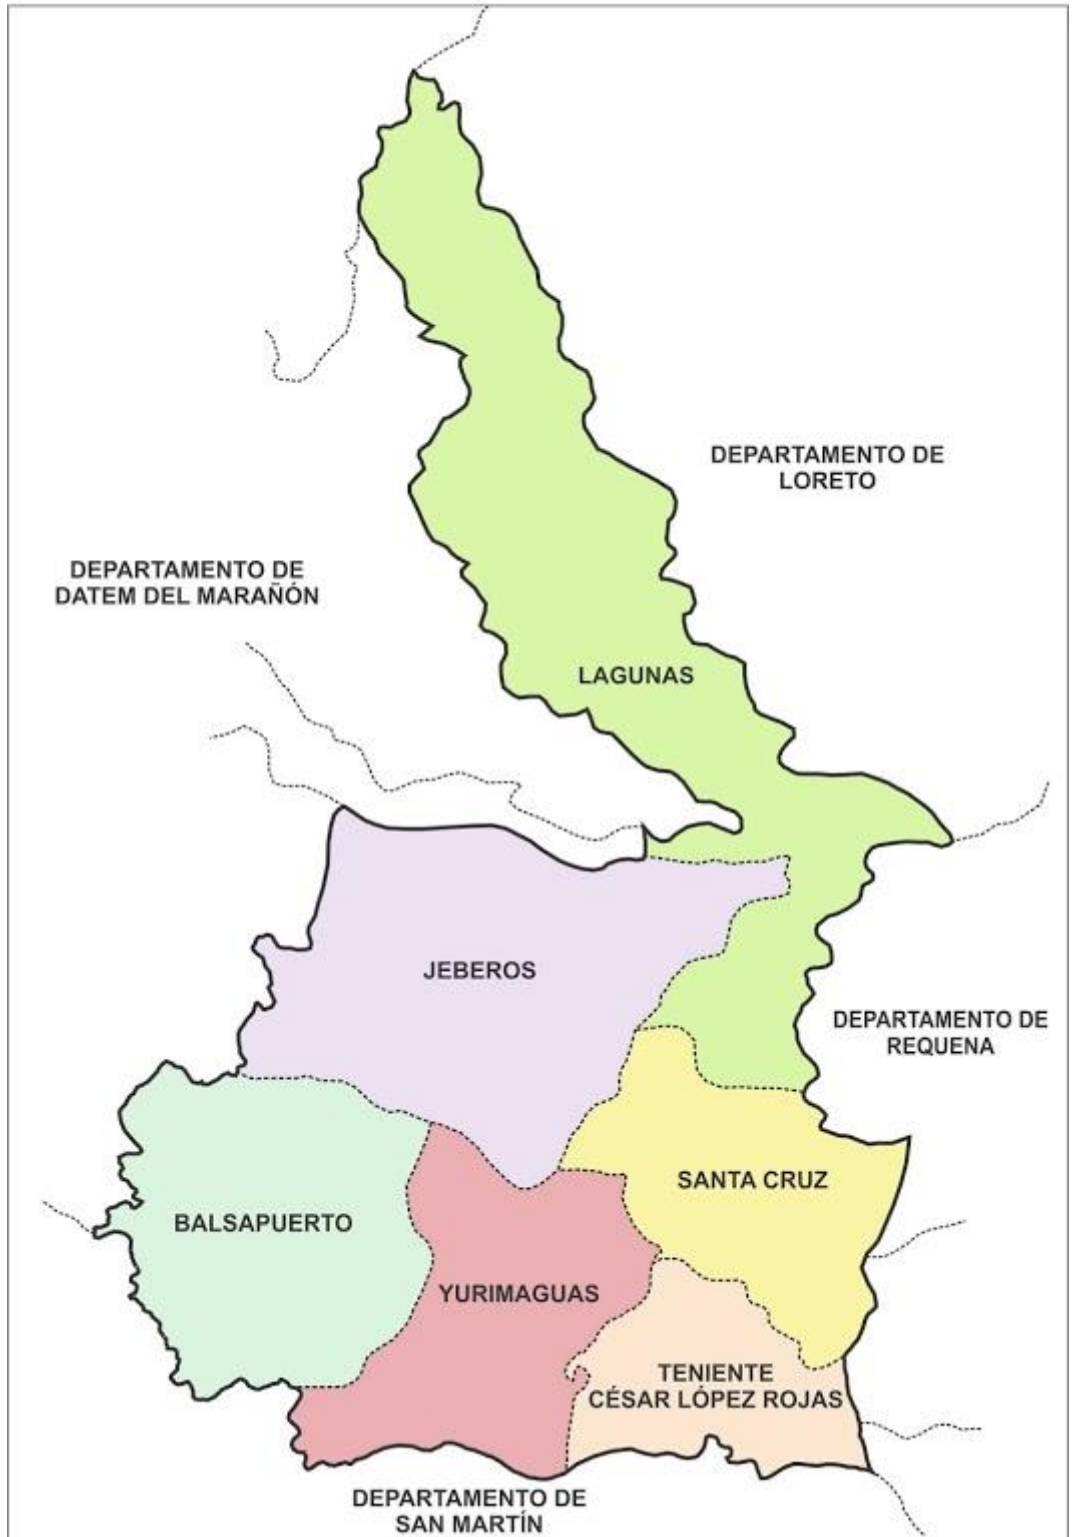 DEPARTAMENTO DE
LORETO
DEPARTAMENTO DE
DATEM DEL MARAÑÓN
LAGUNAS
JEBEROS
DEPARTAMENTO DE
REQUENA
SANTA CRUZ
BALSAPUERTO
YURIMAGUAS
TENIENTE
CÉSAR LÓPEZ ROJAS
DEPARTAMENTO DE
SAN MARTÍN